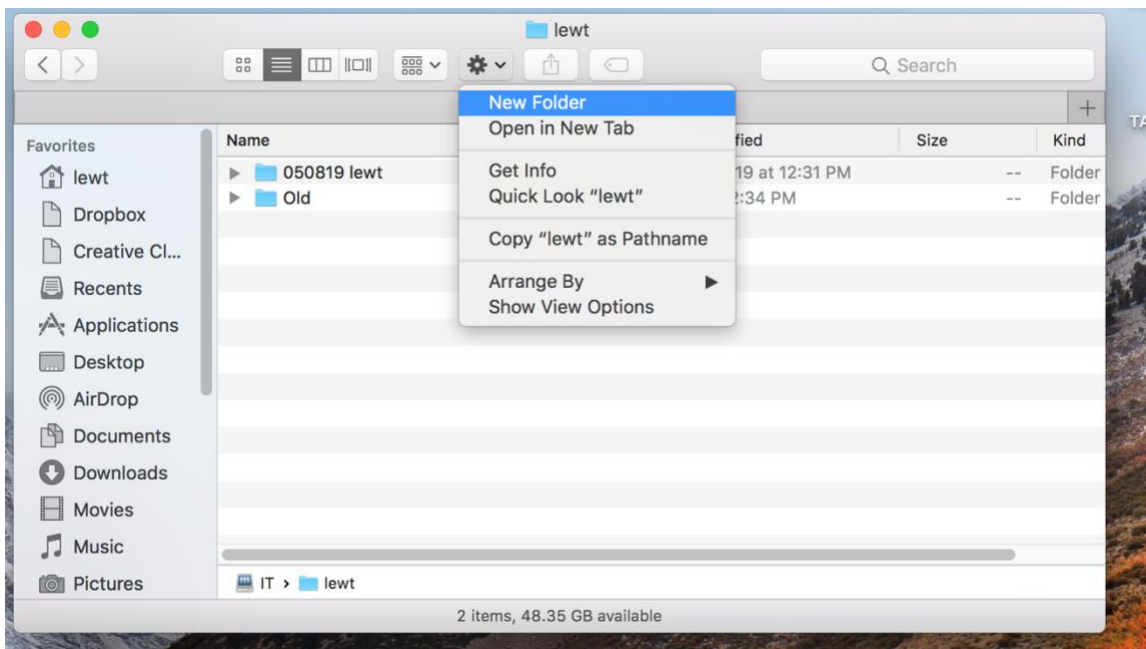 lewt
Search
New Folder
Open in New Tab
Get Info
Quick Look “lewt”
Copy “lewt” as Pathname
Arrange By
Show View Options
TA
Favorites
lewt
Dropbox
Creative Cl...
Recents
Applications
Desktop
AirDrop
Documents
Downloads
Movies
Music
Pictures
Name fied Size Kind
050819 lewt 19 at 12:31 PM -- Folder
Old :34 PM -- Folder
IT › lewt
2 items, 48.35 GB available